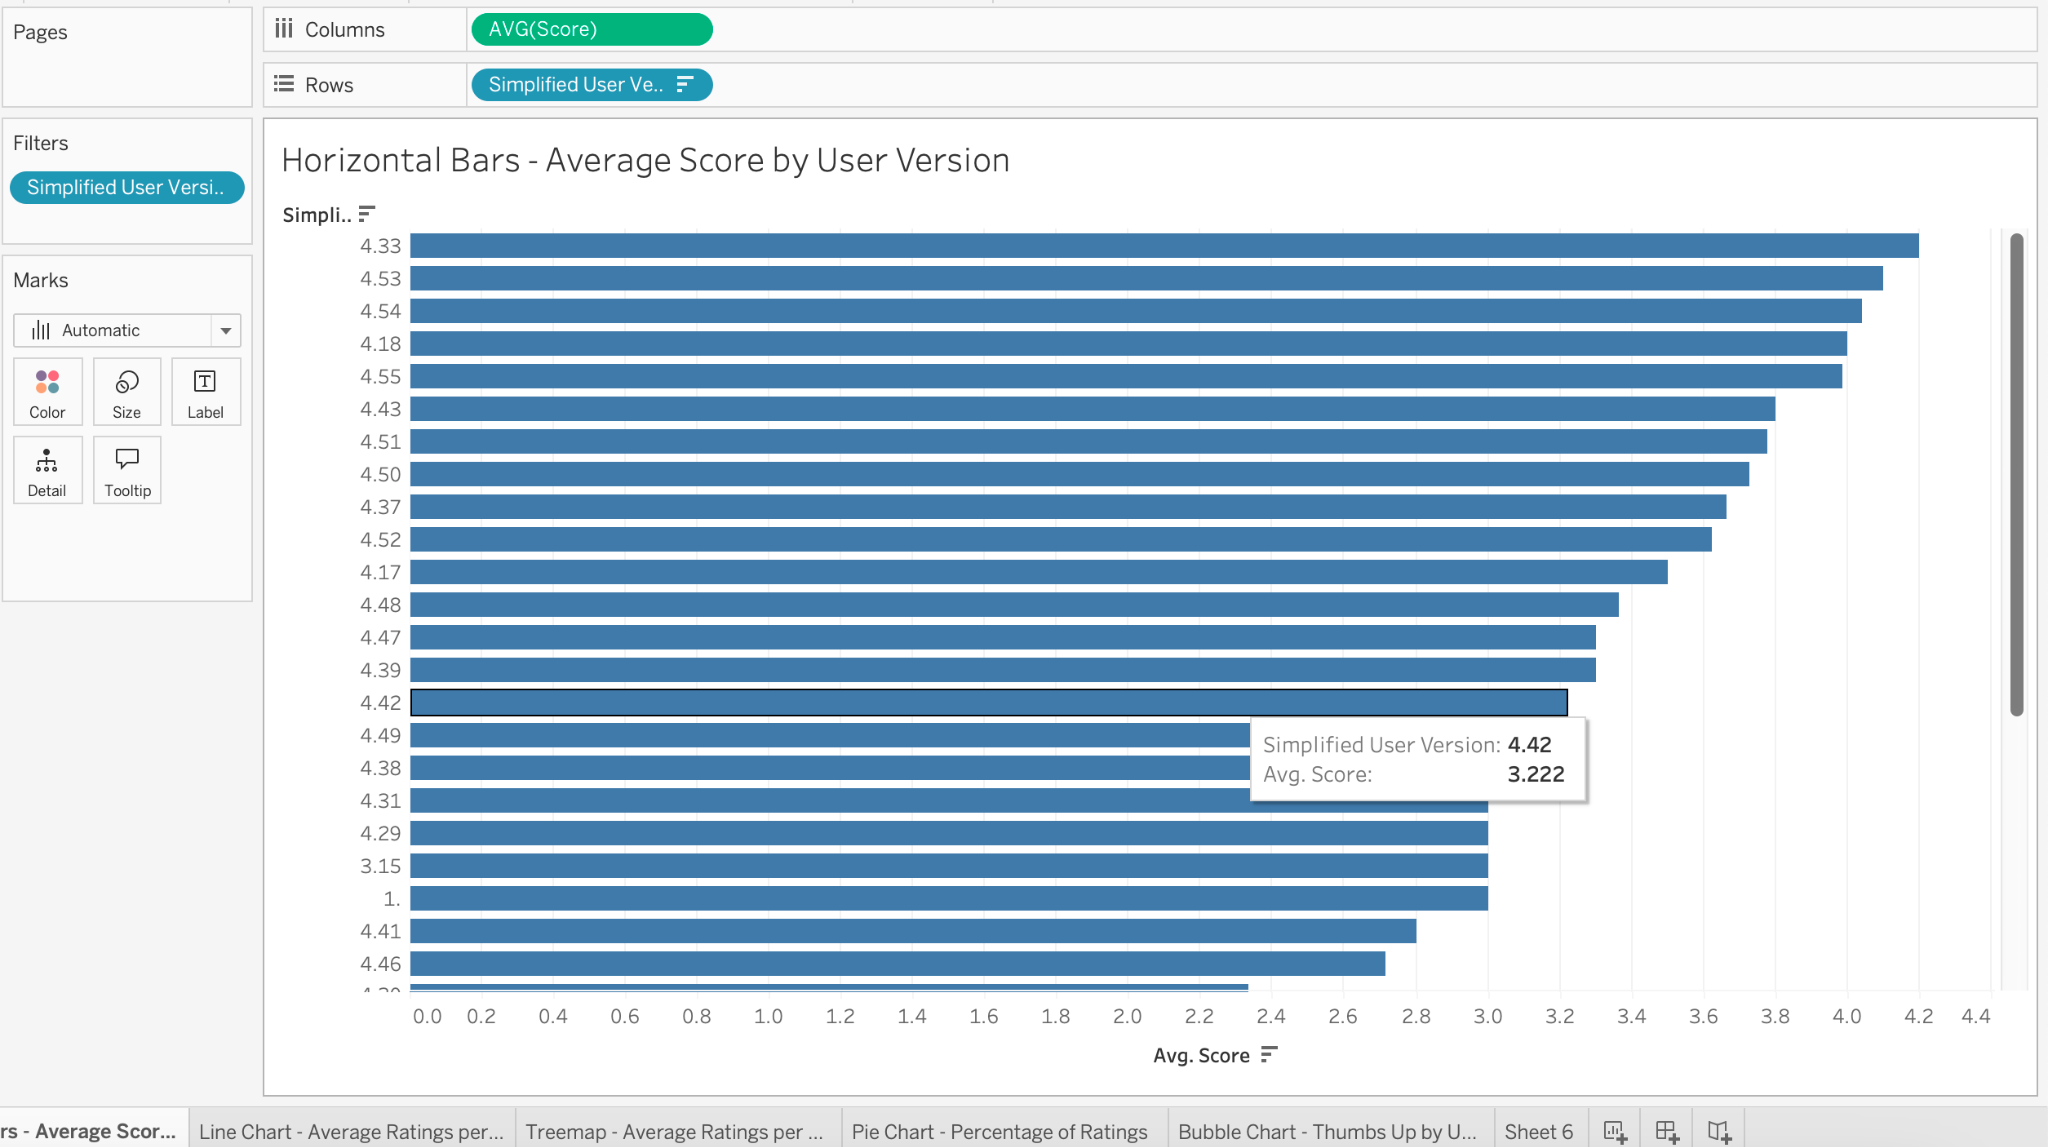 Pages
Columns
AVG(Score)
Rows
Simplified User Ve..
Filters
Simplified User Versi..
Marks
Automatic
Color
Size
Label
Detail
Tooltip
Horizontal Bars - Average Score by User Version
Simpli..
4.33
4.53
4.54
4.18
4.55
4.43
4.51
4.50
4.37
4.52
4.17
4.48
4.47
4.39
4.42
4.49
4.38
4.31
4.29
3.15
1.
4.41
4.46
Simplified User Version: 4.42
Avg. Score: 3.222
0.0 0.2 0.4 0.6 0.8 1.0 1.2 1.4 1.6 1.8 2.0 2.2 2.4 2.6 2.8 3.0 3.2 3.4 3.6 3.8 4.0 4.2 4.4
Avg. Score
rs - Average Scor...
Line Chart - Average Ratings per...
Treemap - Average Ratings per ...
Pie Chart - Percentage of Ratings
Bubble Chart - Thumbs Up by U...
Sheet 6